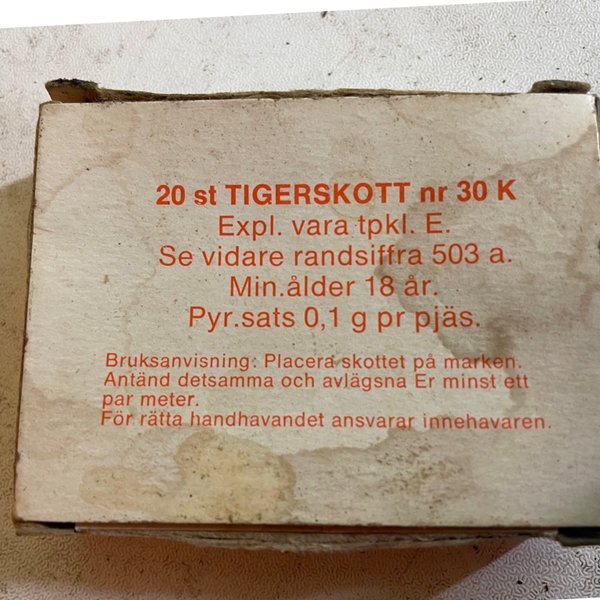 20 st TIGERSKOTT nr 30 K
Expl. vara tpkl. E.
Se vidare randsiffra 503 a.
Min.ålder 18 år.
Pyr.sats 0,1 g pr pjäs.
Bruksanvisning: Placera skottet på marken.
Antänd detsamma och avlägsna Er minst ett
par meter.
För rätta handhavandet ansvarar innehavaren.